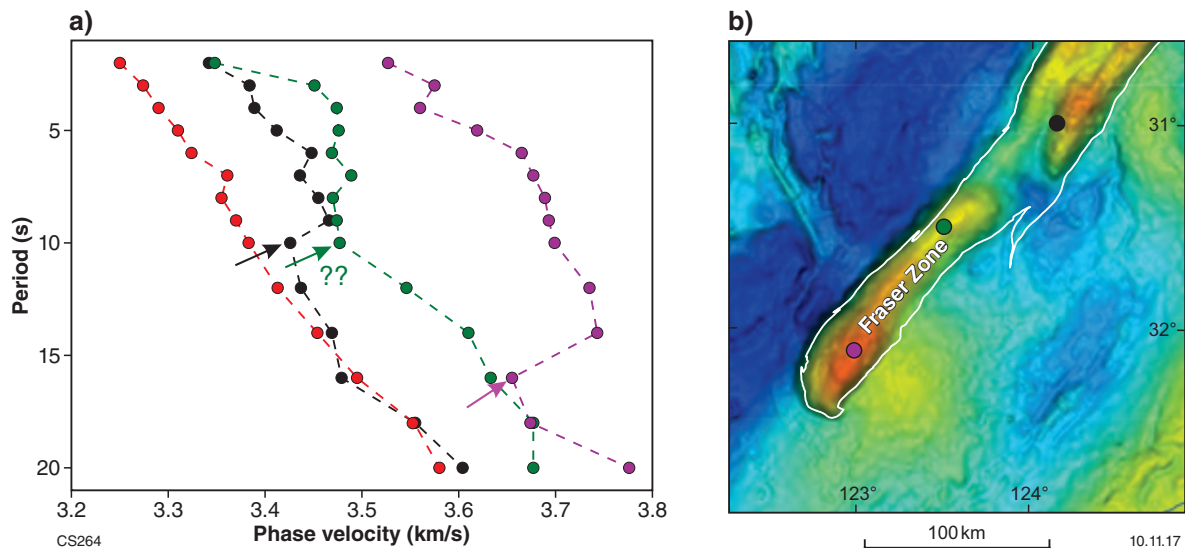 a)
b)
Period (s)
5
10
15
20
??
3.2
3.3
3.4
3.5
3.6
3.7
3.8
Phase velocity (km/s)
CS264
Fraser Zone
31°
32°
123°
124°
100 km
10.11.17